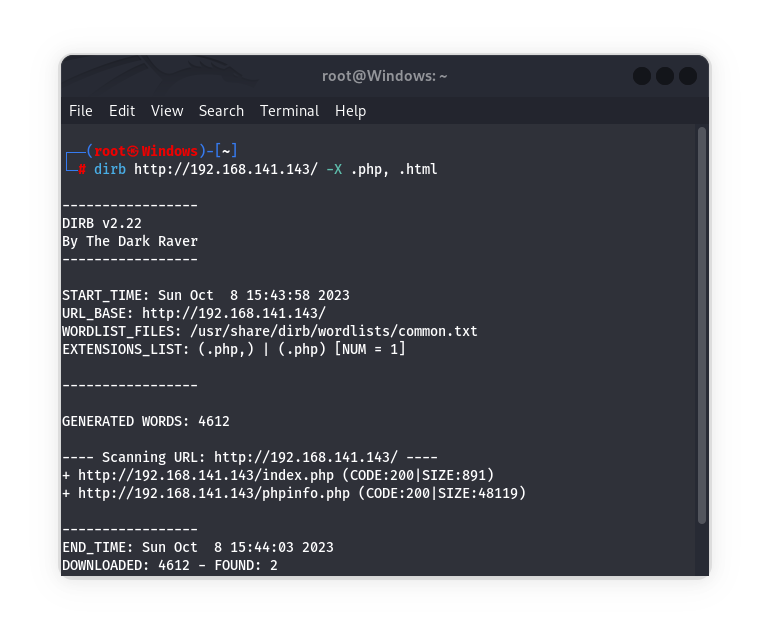 root@Windows: ~
File Edit View Search Terminal Help
┌──(root㉿Windows)-[~]
└─# dirb http://192.168.141.143/ -X .php, .html
-----------------
DIRB v2.22
By The Dark Raver
-----------------
START_TIME: Sun Oct  8 15:43:58 2023
URL_BASE: http://192.168.141.143/
WORDLIST_FILES: /usr/share/dirb/wordlists/common.txt
EXTENSIONS_LIST: (.php,) | (.php) [NUM = 1]
-----------------
GENERATED WORDS: 4612
---- Scanning URL: http://192.168.141.143/ ----
+ http://192.168.141.143/index.php (CODE:200|SIZE:891)
+ http://192.168.141.143/phpinfo.php (CODE:200|SIZE:48119)
-----------------
END_TIME: Sun Oct  8 15:44:03 2023
DOWNLOADED: 4612 - FOUND: 2